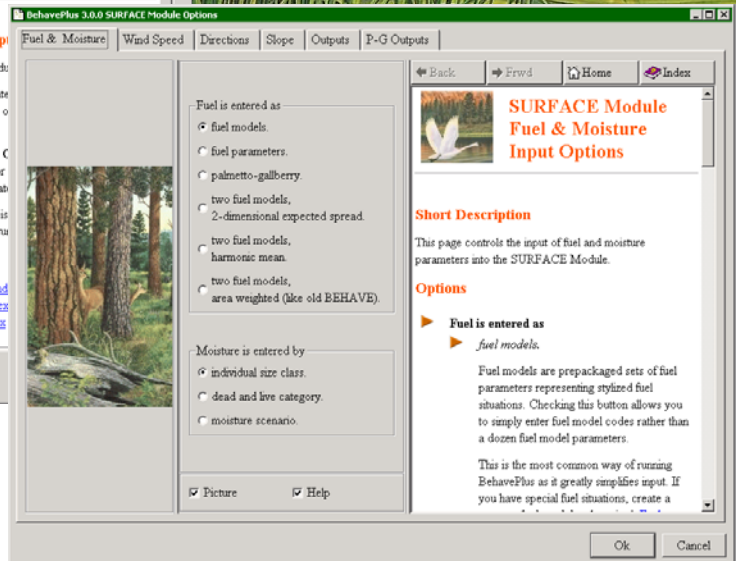 BehavePlus 3.0.0 SURFACE Module Options
Fuel & Moisture
Wind Speed
Directions
Slope
Outputs
P-G Outputs
Fuel is entered as
fuel models.
fuel parameters.
palmetto-gallberry.
two fuel models,
2-dimensional expected spread.
two fuel models,
harmonic mean.
two fuel models,
area weighted (like old BEHAVE).
Moisture is entered by
individual size class.
dead and live category.
moisture scenario.
Picture
Help
Back
Frwd
Home
Index
SURFACE Module
Fuel & Moisture
Input Options
Short Description
This page controls the input of fuel and moisture
parameters into the SURFACE Module.
Options
Fuel is entered as
fuel models.
Fuel models are prepackaged sets of fuel
parameters representing stylized fuel
situations. Checking this button allows you
to simply enter fuel model codes rather than
a dozen fuel model parameters.
This is the most common way of running
BehavePlus as it greatly simplifies input. If
you have special fuel situations, create a
Ok
Cancel